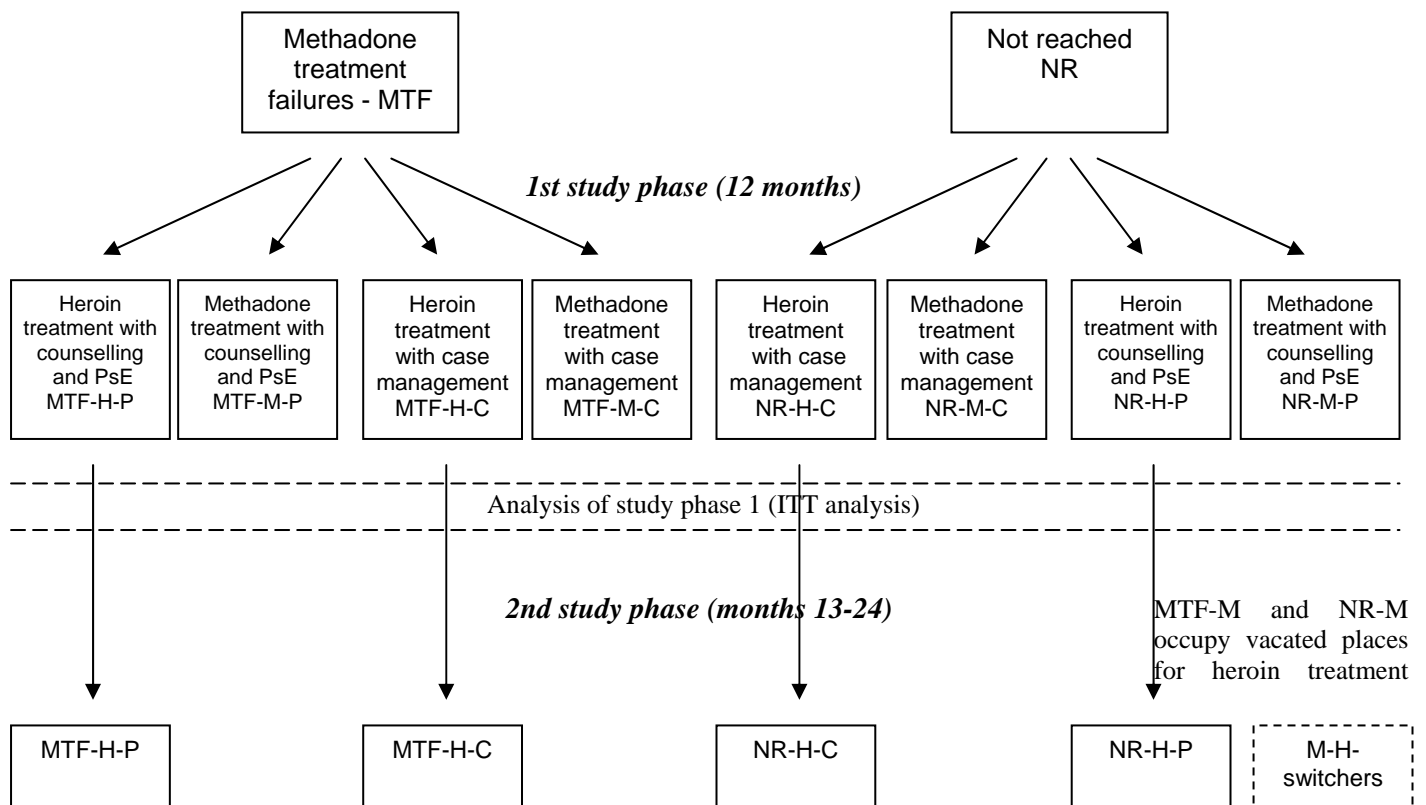 Methadone
treatment
failures - MTF
Not reached
NR
1st study phase (12 months)
Heroin
treatment with
counselling
and PsE
MTF-H-P
Methadone
treatment with
counselling
and PsE
MTF-M-P
Heroin
treatment
with case
management
MTF-H-C
Methadone
treatment
with case
management
MTF-M-C
Heroin
treatment
with case
management
NR-H-C
Methadone
treatment
with case
management
NR-M-C
Heroin
treatment with
counselling
and PsE
NR-H-P
Methadone
treatment with
counselling
and PsE
NR-M-P
Analysis of study phase 1 (ITT analysis)
2nd study phase (months 13-24)
MTF-M and NR-M
occupy vacated places
for heroin treatment
MTF-H-P
MTF-H-C
NR-H-C
NR-H-P
M-H-
switchers